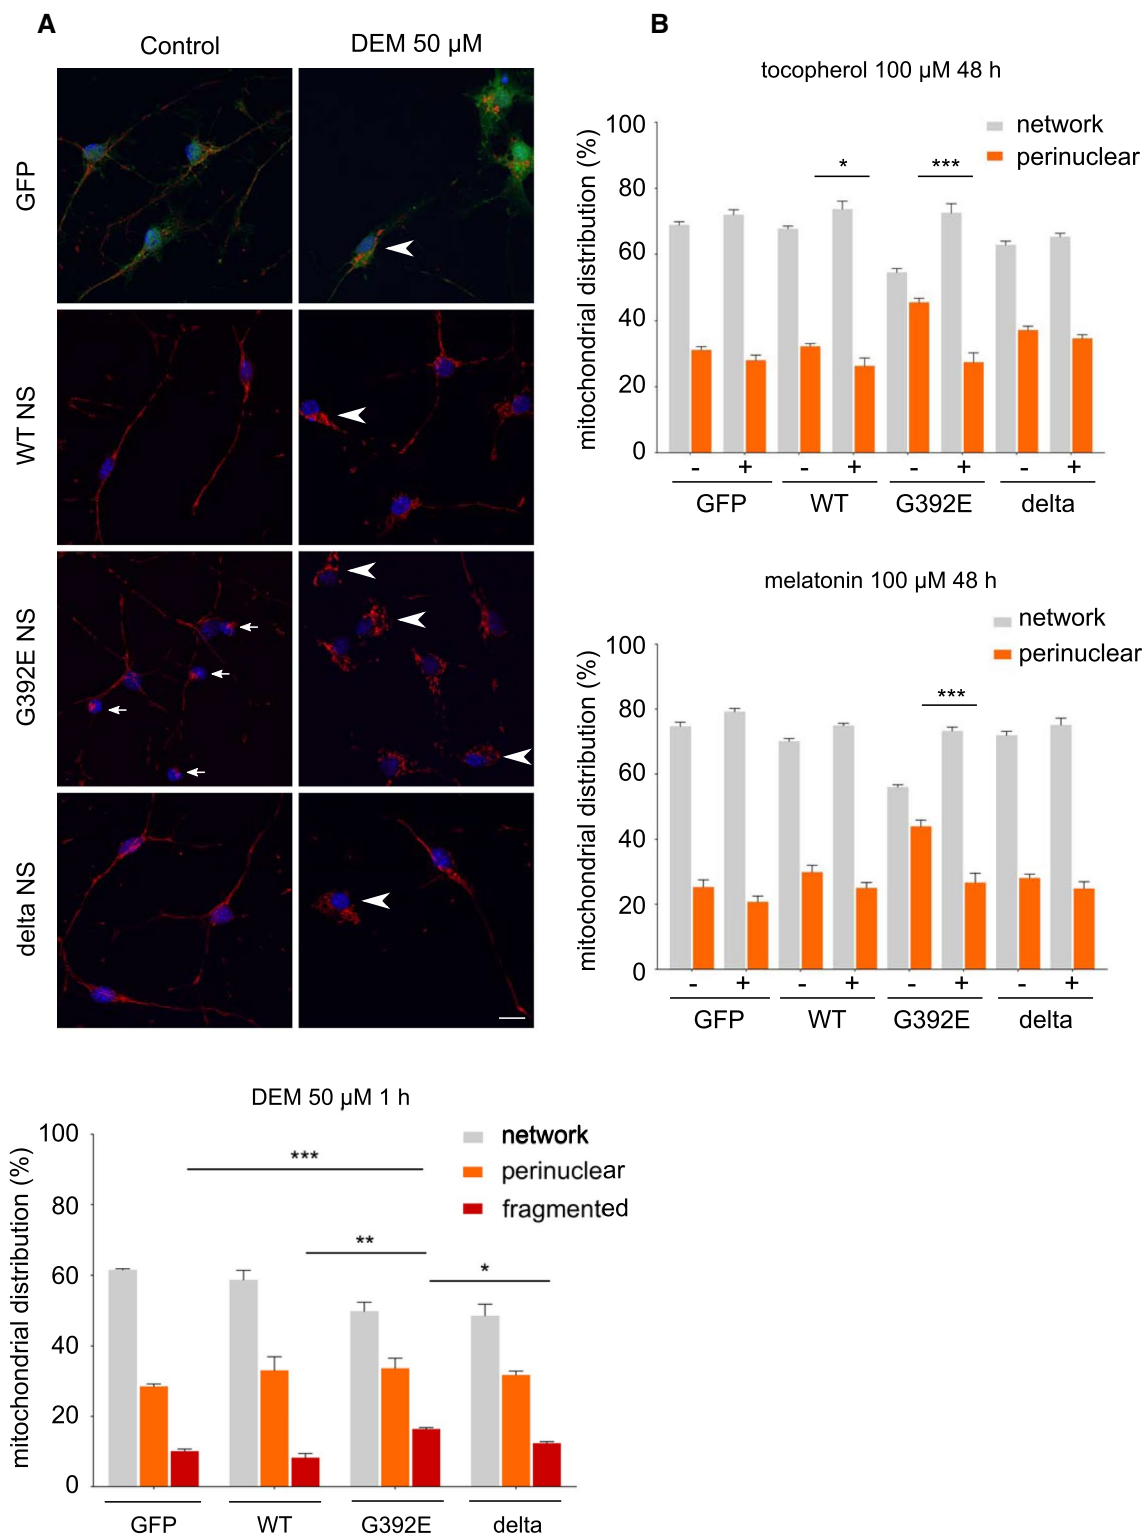 A
Control
DEM 50 µM
GFP
WT NS
G392E NS
delta NS
B
tocopherol 100 µM 48 h
mitochondrial distribution (%)
100
80
60
40
20
0
network
perinuclear
*
***
- + - + - + - +
GFP WT G392E delta
melatonin 100 µM 48 h
mitochondrial distribution (%)
100
80
60
40
20
0
network
perinuclear
***
- + - + - + - +
GFP WT G392E delta
DEM 50 µM 1 h
mitochondrial distribution (%)
100
80
60
40
20
0
network
perinuclear
fragmented
***
**
*
GFP WT G392E delta